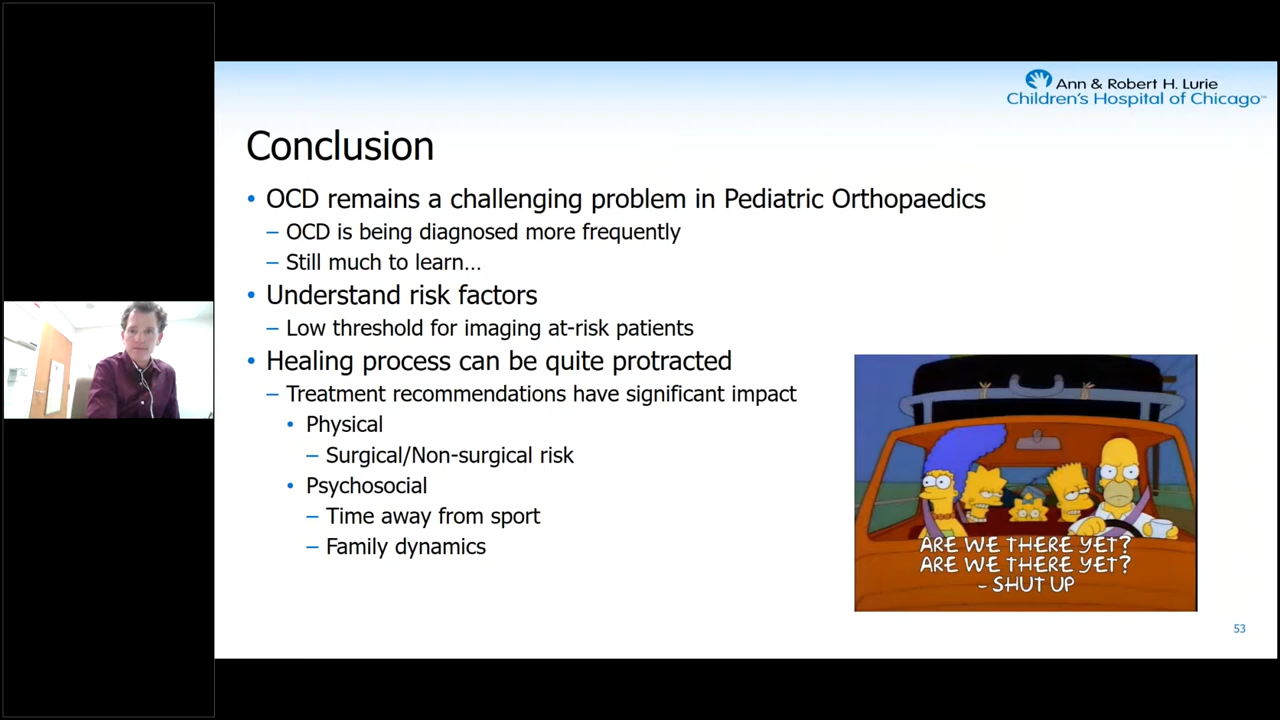 Ann & Robert H. Lurie
Children's Hospital of Chicago™
Conclusion
• OCD remains a challenging problem in Pediatric Orthopaedics
– OCD is being diagnosed more frequently
– Still much to learn…
• Understand risk factors
– Low threshold for imaging at-risk patients
• Healing process can be quite protracted
– Treatment recommendations have significant impact
• Physical
– Surgical/Non-surgical risk
• Psychosocial
– Time away from sport
– Family dynamics
ARE WE THERE YET?
ARE WE THERE YET?
- SHUT UP
53